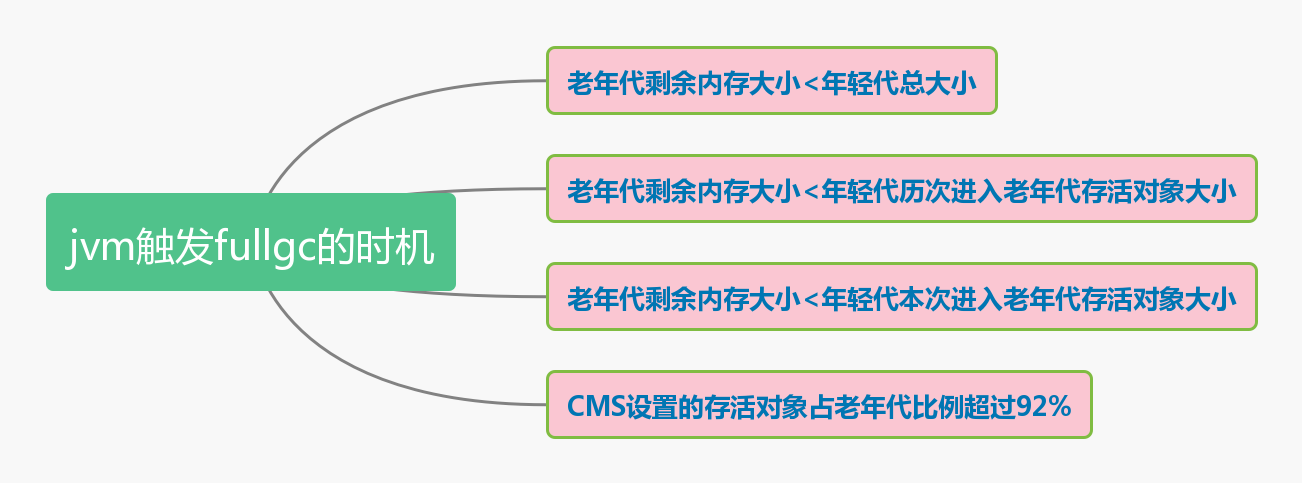 老年代剩余内存大小<年轻代总大小
老年代剩余内存大小<年轻代历次进入老年代存活对象大小
jvm触发fullgc的时机
老年代剩余内存大小<年轻代本次进入老年代存活对象大小
CMS设置的存活对象占老年代比例超过92%